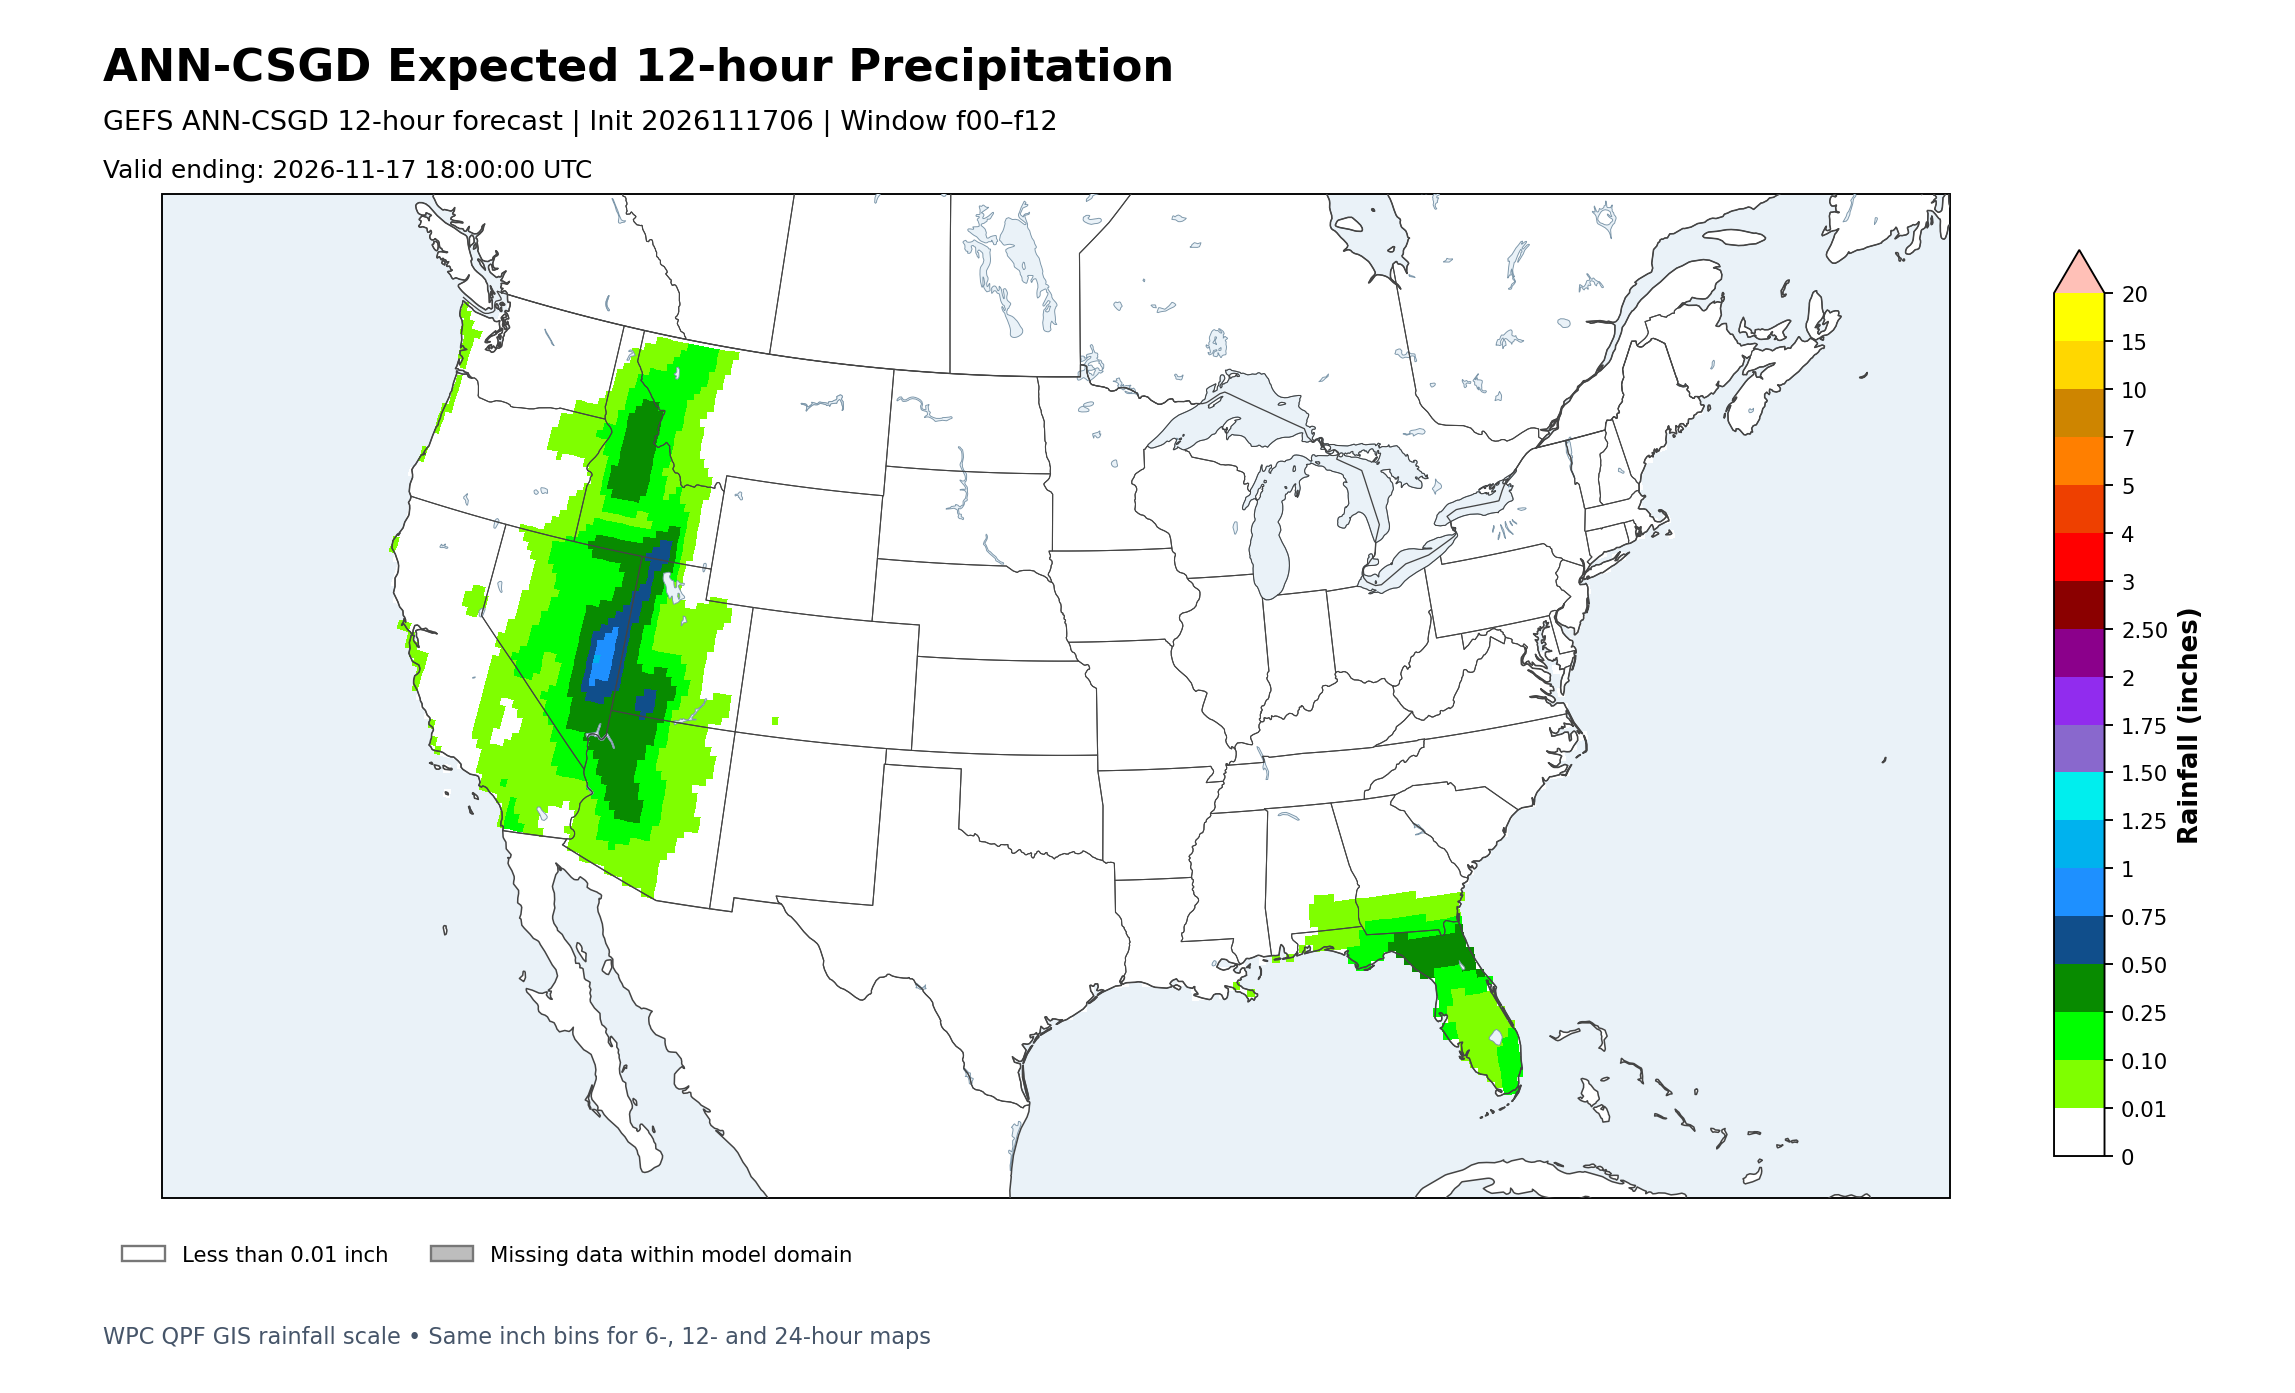 ANN-CSGD Expected 12-hour Precipitation
GEFS ANN-CSGD 12-hour forecast | Init 2026111706 | Window f00–f12
Valid ending: 2026-11-17 18:00:00 UTC
20
15
10
7
5
4
3
2.50
2
1.75
1.50
1.25
1
0.75
0.50
0.25
0.10
0.01
0
Rainfall (inches)
Less than 0.01 inch
Missing data within model domain
WPC QPF GIS rainfall scale • Same inch bins for 6-, 12- and 24-hour maps